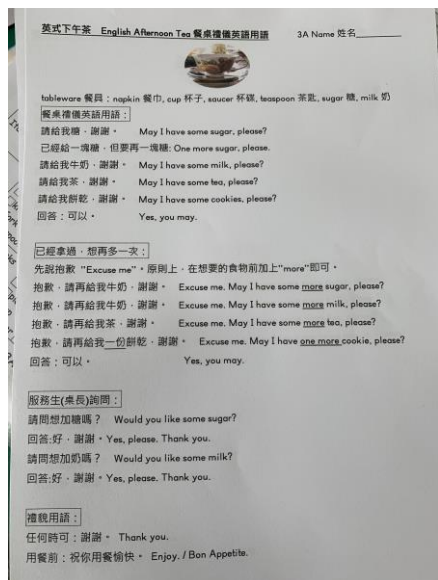 英式下午茶 English Afternoon Tea 餐桌禮儀英語用語 3A Name 姓名
tableware 餐具：napkin 餐巾, cup 杯子, saucer 杯碟, teaspoon 茶匙, sugar 糖, milk 奶
餐桌禮儀英語用語：
請給我糖，謝謝。 May I have some sugar, please?
已經給一塊糖，但要再一塊糖: One more sugar, please.
請給我牛奶，謝謝。 May I have some milk, please?
請給我茶，謝謝。 May I have some tea, please?
請給我餅乾，謝謝。 May I have some cookies, please?
回答：可以。 Yes, you may.
已經拿過，想再多一次：
先說抱歉 "Excuse me"。原則上，在想要的食物前加上"more"即可。
抱歉，請再給我牛奶，謝謝。 Excuse me. May I have some more sugar, please?
抱歉，請再給我牛奶，謝謝。 Excuse me. May I have some more milk, please?
抱歉，請再給我茶，謝謝。 Excuse me. May I have some more tea, please?
抱歉，請再給我一份餅乾，謝謝。 Excuse me. May I have one more cookie, please?
回答：可以。 Yes, you may.
服務生(桌長)詢問：
請問想加糖嗎？ Would you like some sugar?
回答:好，謝謝。Yes, please. Thank you.
請問想加奶嗎？ Would you like some milk?
回答:好，謝謝。Yes, please. Thank you.
禮貌用語：
任何時可：謝謝。 Thank you.
用餐前：祝你用餐愉快。 Enjoy. / Bon Appetite.